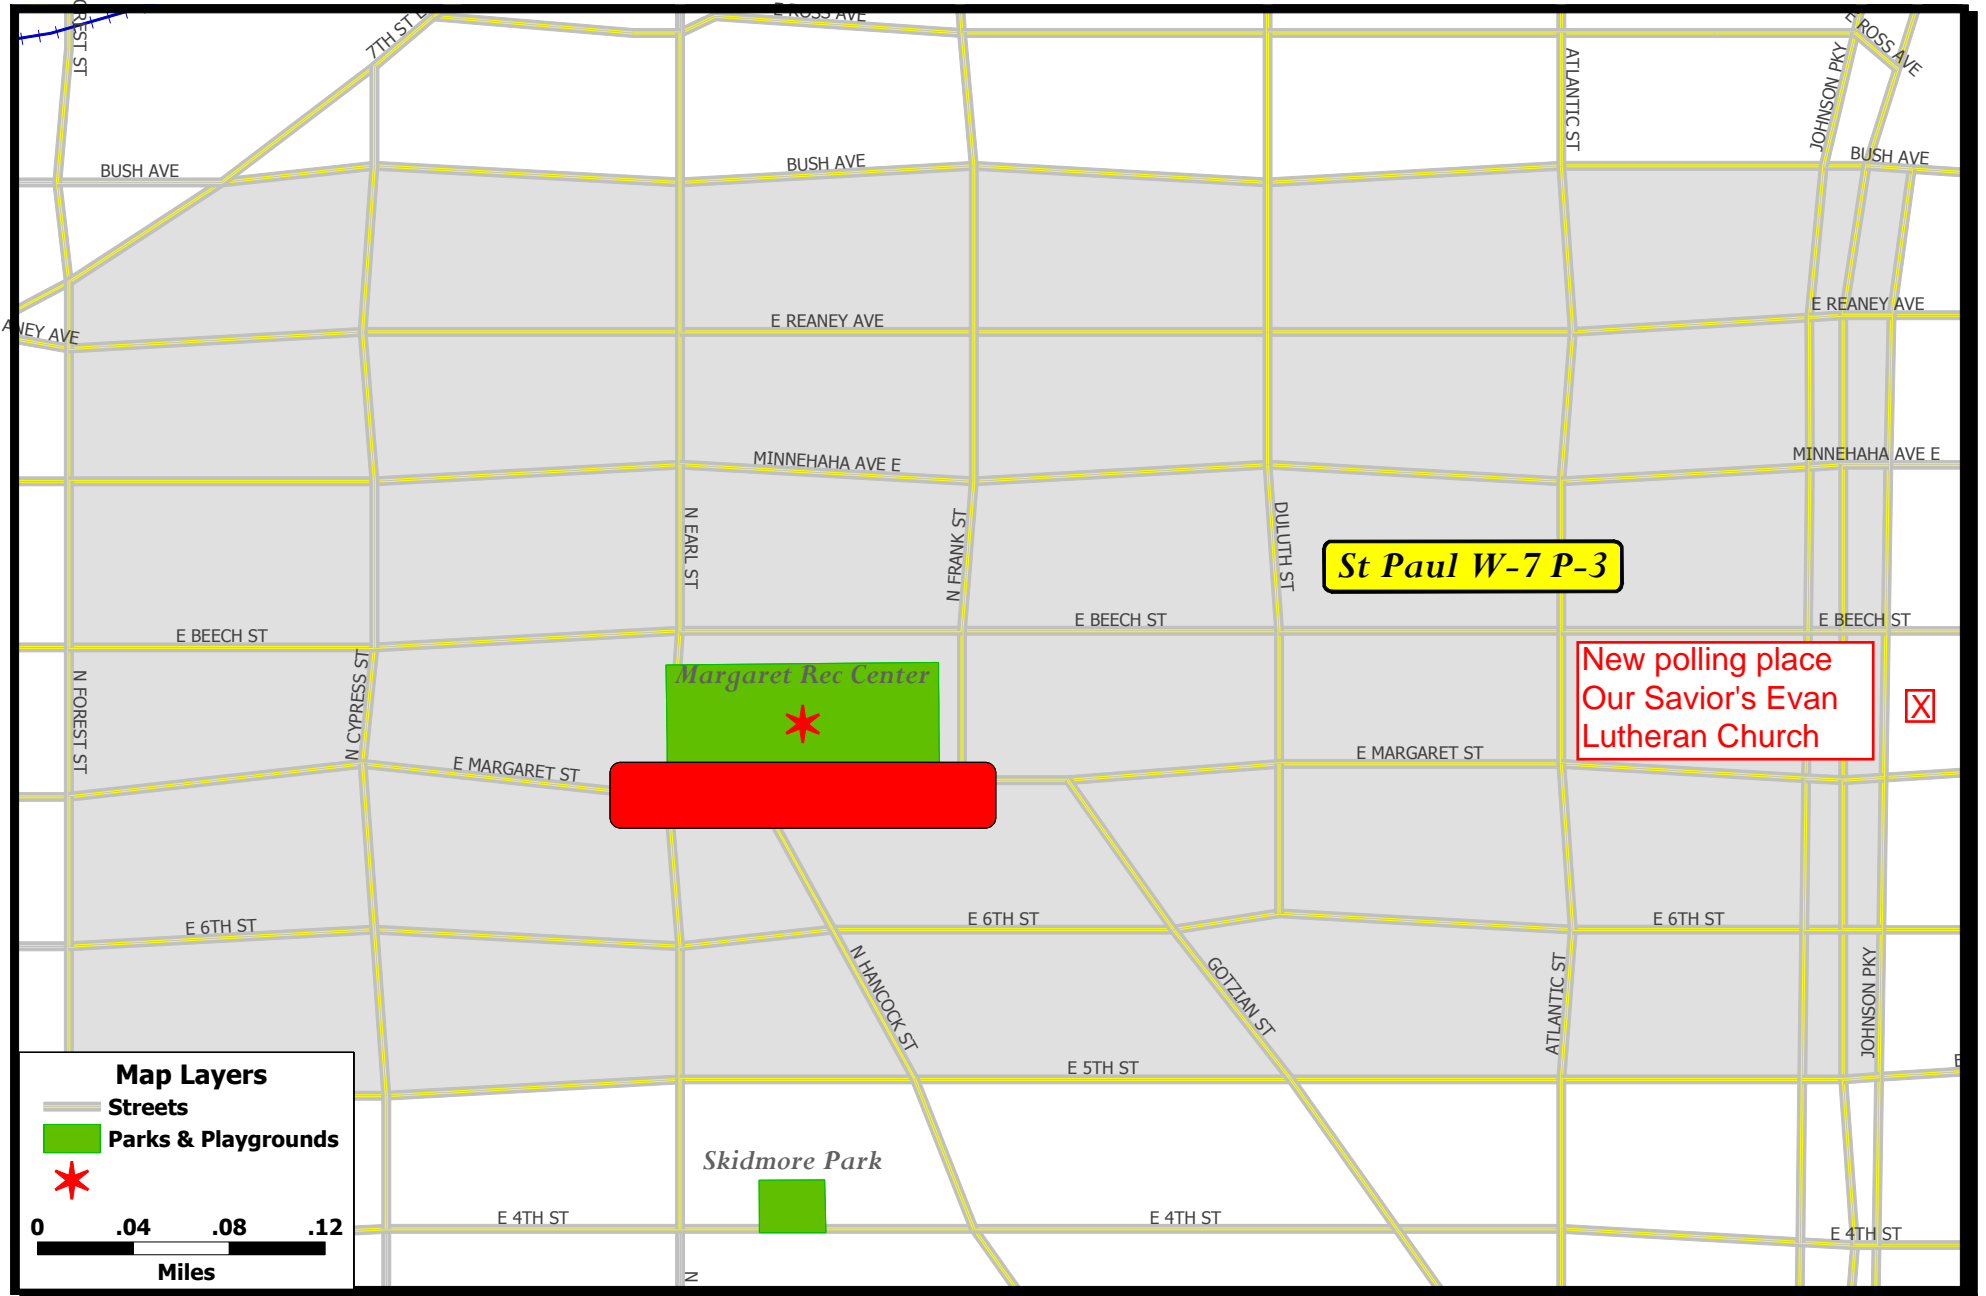 E ROSS AVE
E ROSS AVE
7TH ST
ATLANTIC ST
JOHNSON PKY
BUSH AVE
BUSH AVE
BUSH AVE
E REANEY AVE
E REANEY AVE
MINNEHAHA AVE E
MINNEHAHA AVE E
N EARL ST
N FRANK ST
DULUTH ST
St Paul W-7 P-3
E BEECH ST
E BEECH ST
E BEECH ST
N FOREST ST
N CYPRESS ST
Margaret Rec Center
New polling place
Our Savior's Evan
Lutheran Church
X
E MARGARET ST
E MARGARET ST
E 6TH ST
E 6TH ST
E 6TH ST
N HANCOCK ST
GOTZIAN ST
ATLANTIC ST
JOHNSON PKY
E 5TH ST
Map Layers
Streets
Parks & Playgrounds
0 .04 .08 .12
Miles
Skidmore Park
E 4TH ST
E 4TH ST
E 4TH ST
N